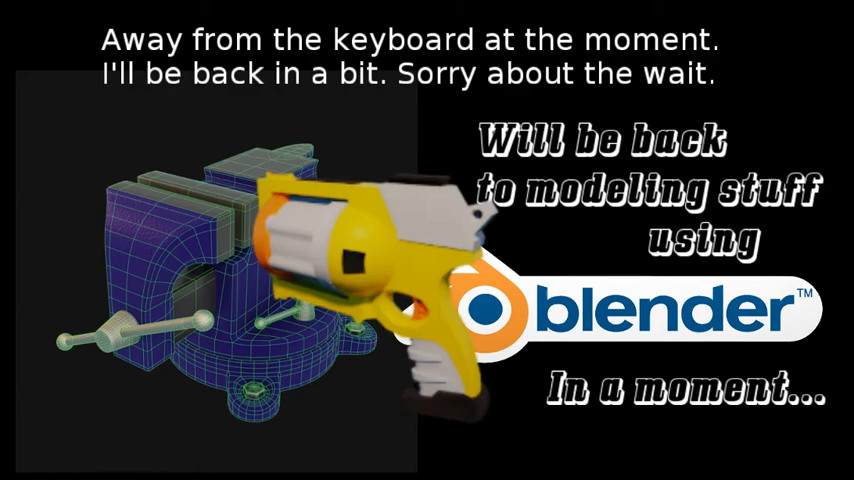 Away from the keyboard at the moment.
I'll be back in a bit. Sorry about the wait.
Will be back
to modeling stuff
using
blender™
In a moment...